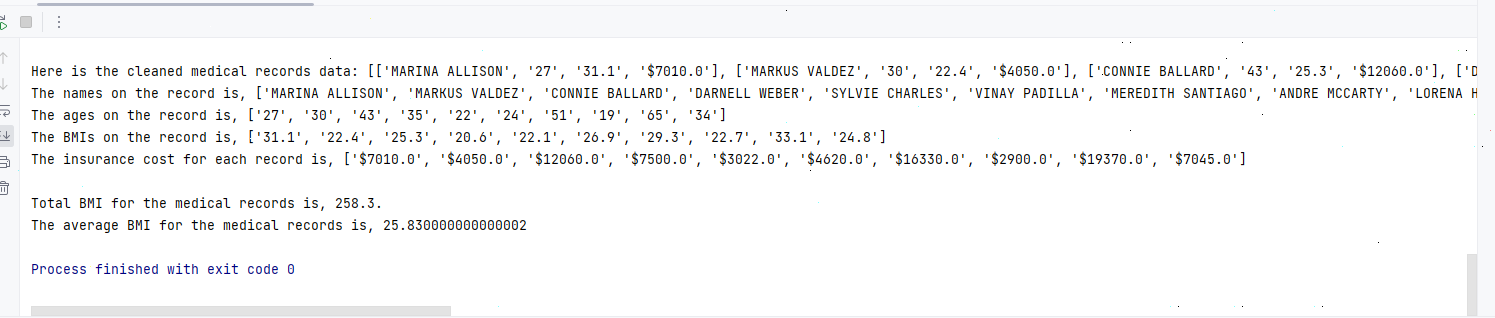 Here is the cleaned medical records data: [['MARINA ALLISON', '27', '31.1', '$7010.0'], ['MARKUS VALDEZ', '30', '22.4', '$4050.0'], ['CONNIE BALLARD', '43', '25.3', '$12060.0'], ['D
The names on the record is, ['MARINA ALLISON', 'MARKUS VALDEZ', 'CONNIE BALLARD', 'DARNELL WEBER', 'SYLVIE CHARLES', 'VINAY PADILLA', 'MEREDITH SANTIAGO', 'ANDRE MCCARTY', 'LORENA H
The ages on the record is, ['27', '30', '43', '35', '22', '24', '51', '19', '65', '34']
The BMIs on the record is, ['31.1', '22.4', '25.3', '20.6', '22.1', '26.9', '29.3', '22.7', '33.1', '24.8']
The insurance cost for each record is, ['$7010.0', '$4050.0', '$12060.0', '$7500.0', '$3022.0', '$4620.0', '$16330.0', '$2900.0', '$19370.0', '$7045.0']
Total BMI for the medical records is, 258.3.
The average BMI for the medical records is, 25.830000000000002
Process finished with exit code 0